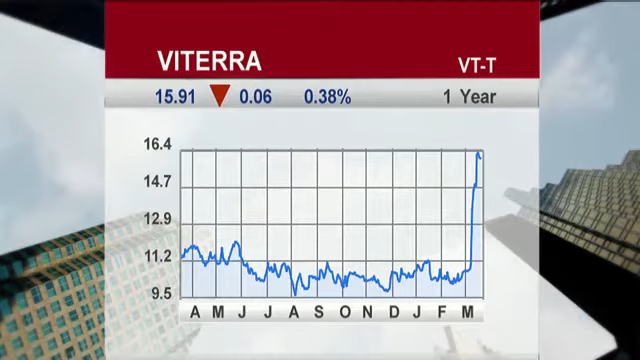 VITERRA VT-T
15.91 0.06 0.38% 1 Year
16.4
14.7
12.9
11.2
9.5
A M J J A S O N D J F M